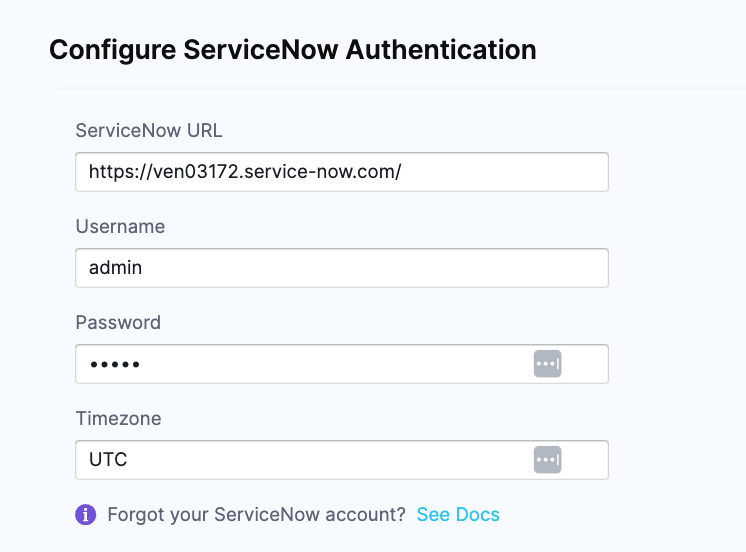 Configure ServiceNow Authentication
ServiceNow URL
https://ven03172.service-now.com/
Username
admin
Password
•••••
Timezone
UTC
Forgot your ServiceNow account? See Docs